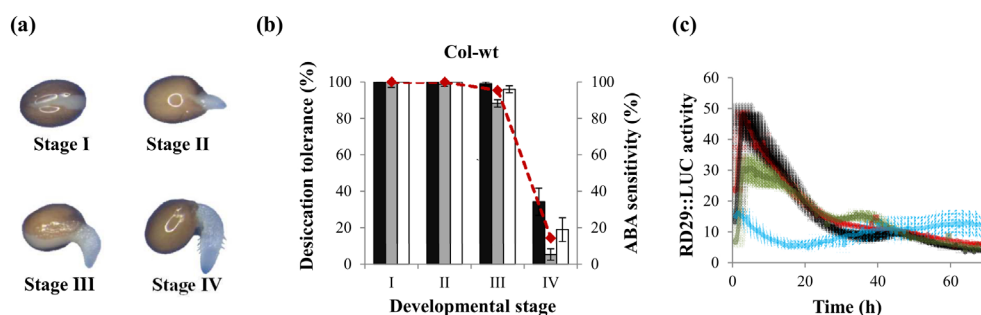 (a)
Stage I
Stage II
Stage III
Stage IV
(b)
Col-wt
Desiccation tolerance (%)
100
80
60
40
20
0
I II III IV
Developmental stage
100
80
60
40
20
0
ABA sensitivity (%)
(c)
RD29::LUC activity
60
50
40
30
20
10
0
0 20 40 60
Time (h)